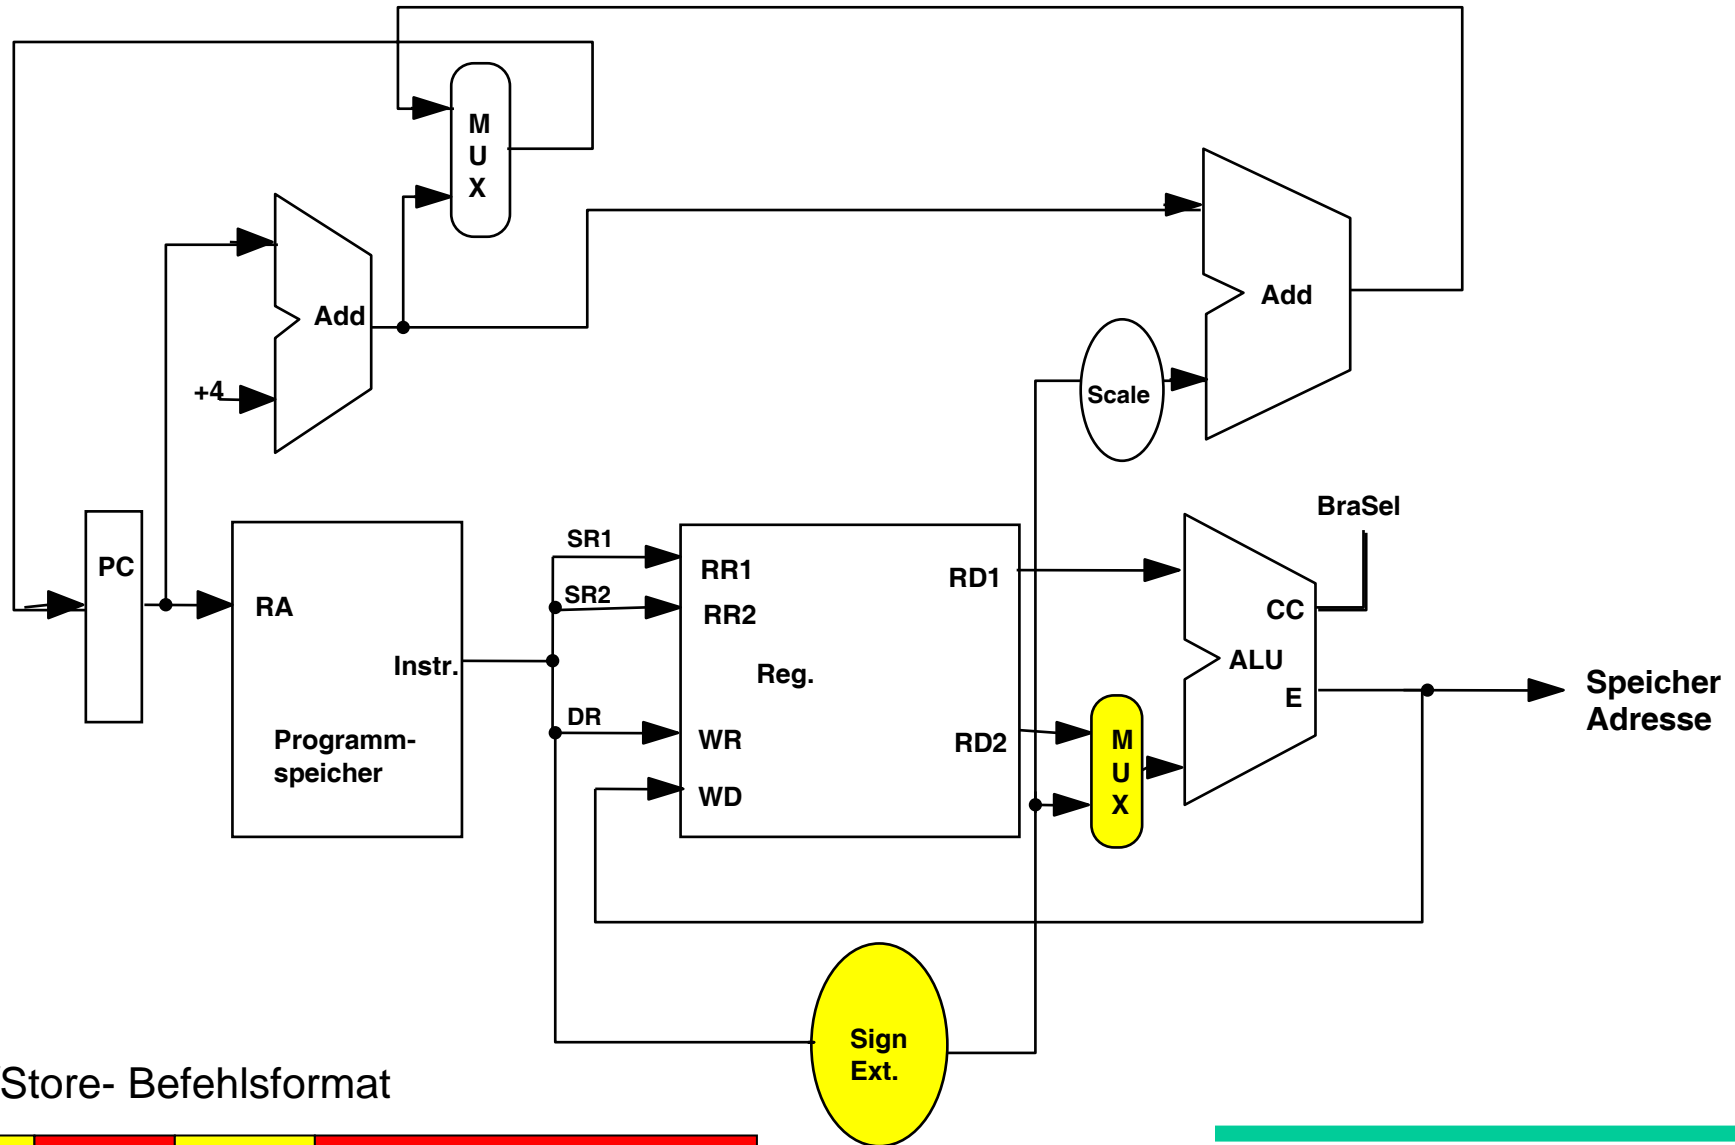 M
U
X
Add
Add
+4
Scale
BraSel
PC
SR1
RR1
RD1
SR2
RA
RR2
CC
Instr.
Reg.
ALU
E
Speicher
Adresse
DR
Programm-
speicher
WR
RD2
M
U
X
WD
Sign
Ext.
Store- Befehlsformat